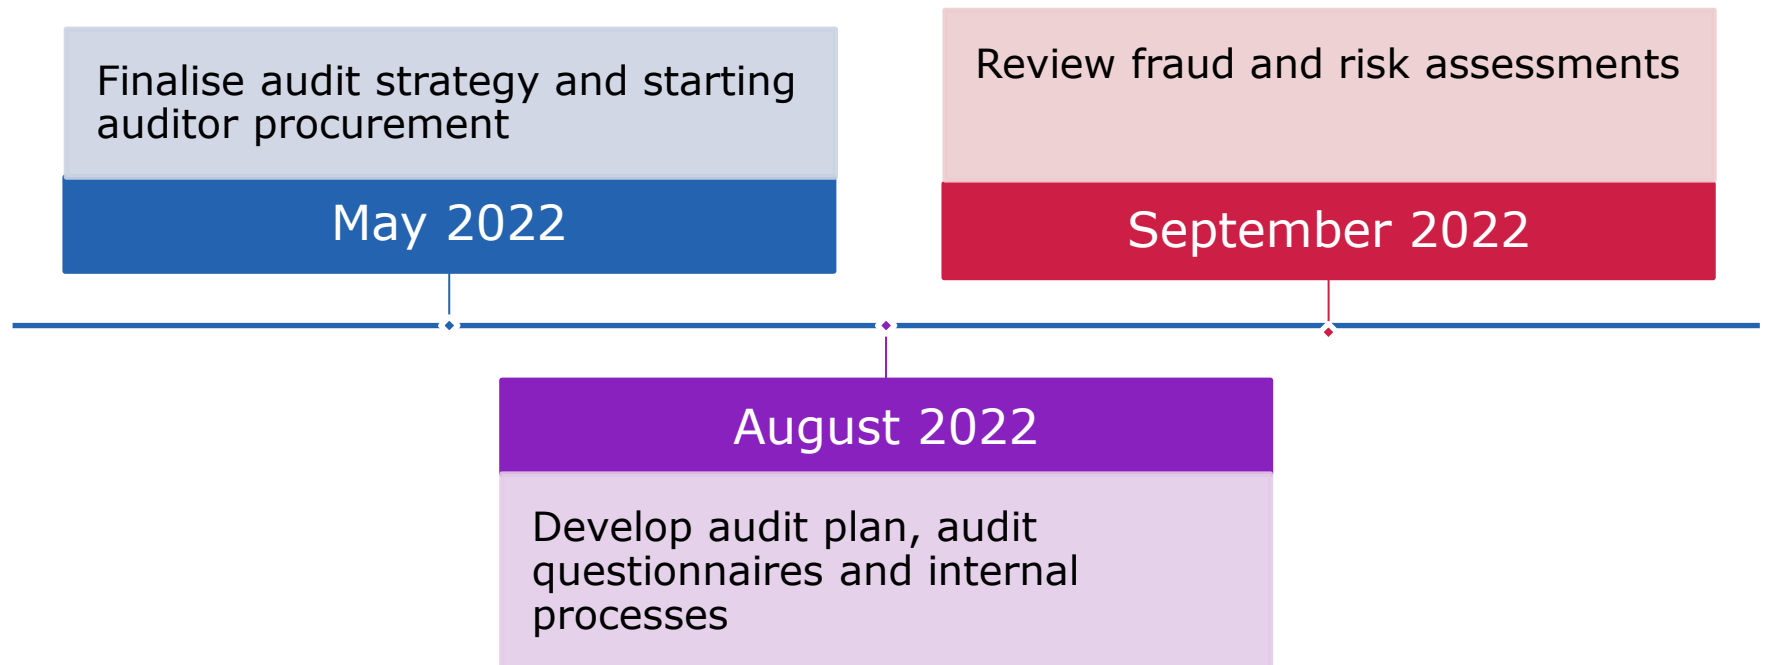 Finalise audit strategy and starting
auditor procurement
May 2022
August 2022
Develop audit plan, audit
questionnaires and internal
processes
Review fraud and risk assessments
September 2022